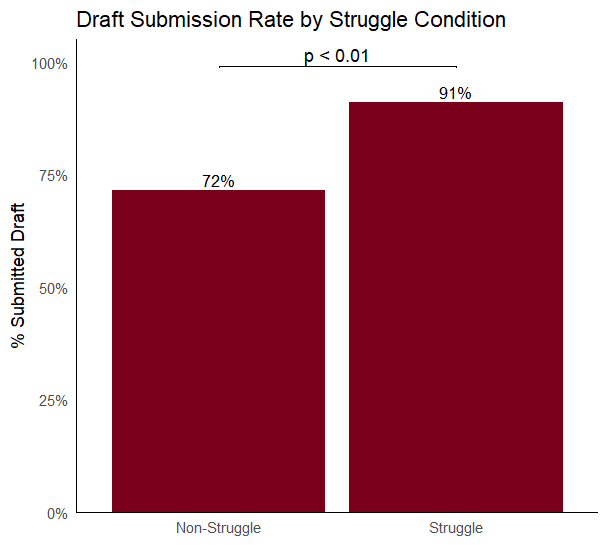 Draft Submission Rate by Struggle Condition
p < 0.01
100%
91%
75%
72%
50%
25%
0%
% Submitted Draft
Non-Struggle
Struggle